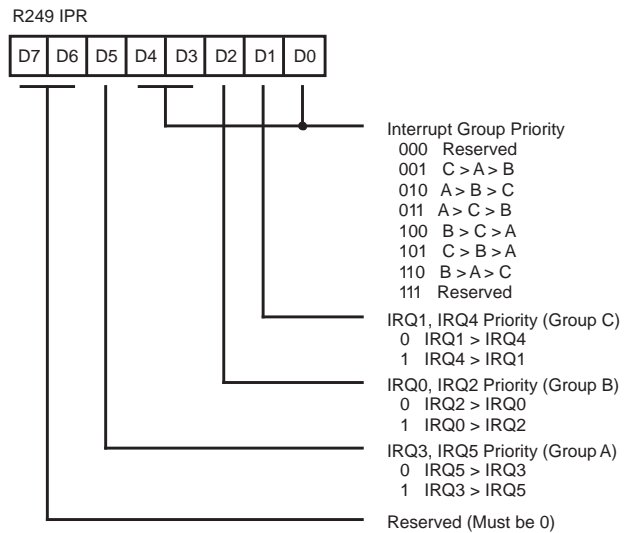 R249 IPR
D7 D6 D5 D4 D3 D2 D1 D0
Interrupt Group Priority
000 Reserved
001 C > A > B
010 A > B > C
011 A > C > B
100 B > C > A
101 C > B > A
110 B > A > C
111 Reserved
IRQ1, IRQ4 Priority (Group C)
0 IRQ1 > IRQ4
1 IRQ4 > IRQ1
IRQ0, IRQ2 Priority (Group B)
0 IRQ2 > IRQ0
1 IRQ0 > IRQ2
IRQ3, IRQ5 Priority (Group A)
0 IRQ5 > IRQ3
1 IRQ3 > IRQ5
Reserved (Must be 0)